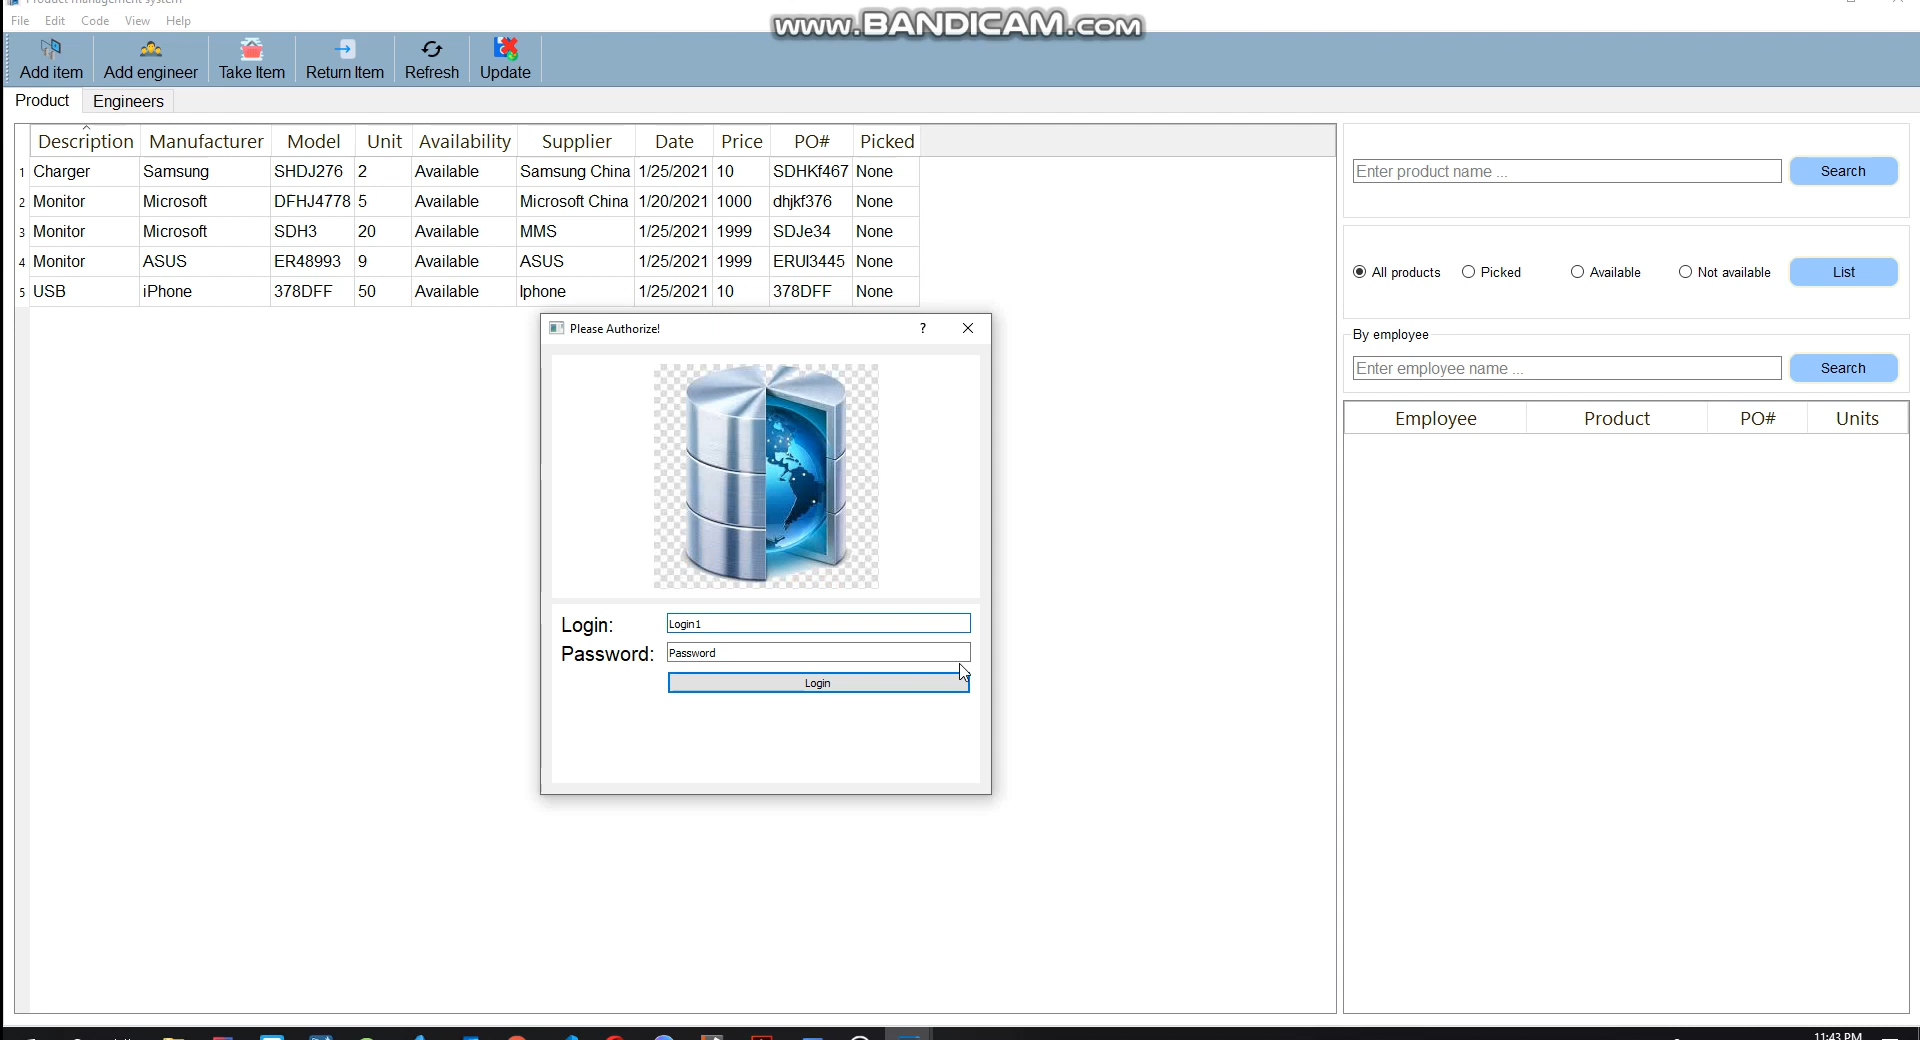 Product management system
www.BANDICAM.com
File Edit Code View Help
Add item Add engineer Take Item Return Item Refresh Update
Product Engineers
Description Manufacturer Model Unit Availability Supplier Date Price PO# Picked
1 Charger Samsung SHDJ276 2 Available Samsung China 1/25/2021 10 SDHKf467 None
2 Monitor Microsoft DFHJ4778 5 Available Microsoft China 1/20/2021 1000 dhjkf376 None
3 Monitor Microsoft SDH3 20 Available MMS 1/25/2021 1999 SDJe34 None
4 Monitor ASUS ER48993 9 Available ASUS 1/25/2021 1999 ERUI3445 None
5 USB iPhone 378DFF 50 Available Iphone 1/25/2021 10 378DFF None
Enter product name ... Search
All products Picked Available Not available List
By employee
Enter employee name ... Search
Employee Product PO# Units
Please Authorize! ?
Login: Login1
Password: Password
Login
11:43 PM